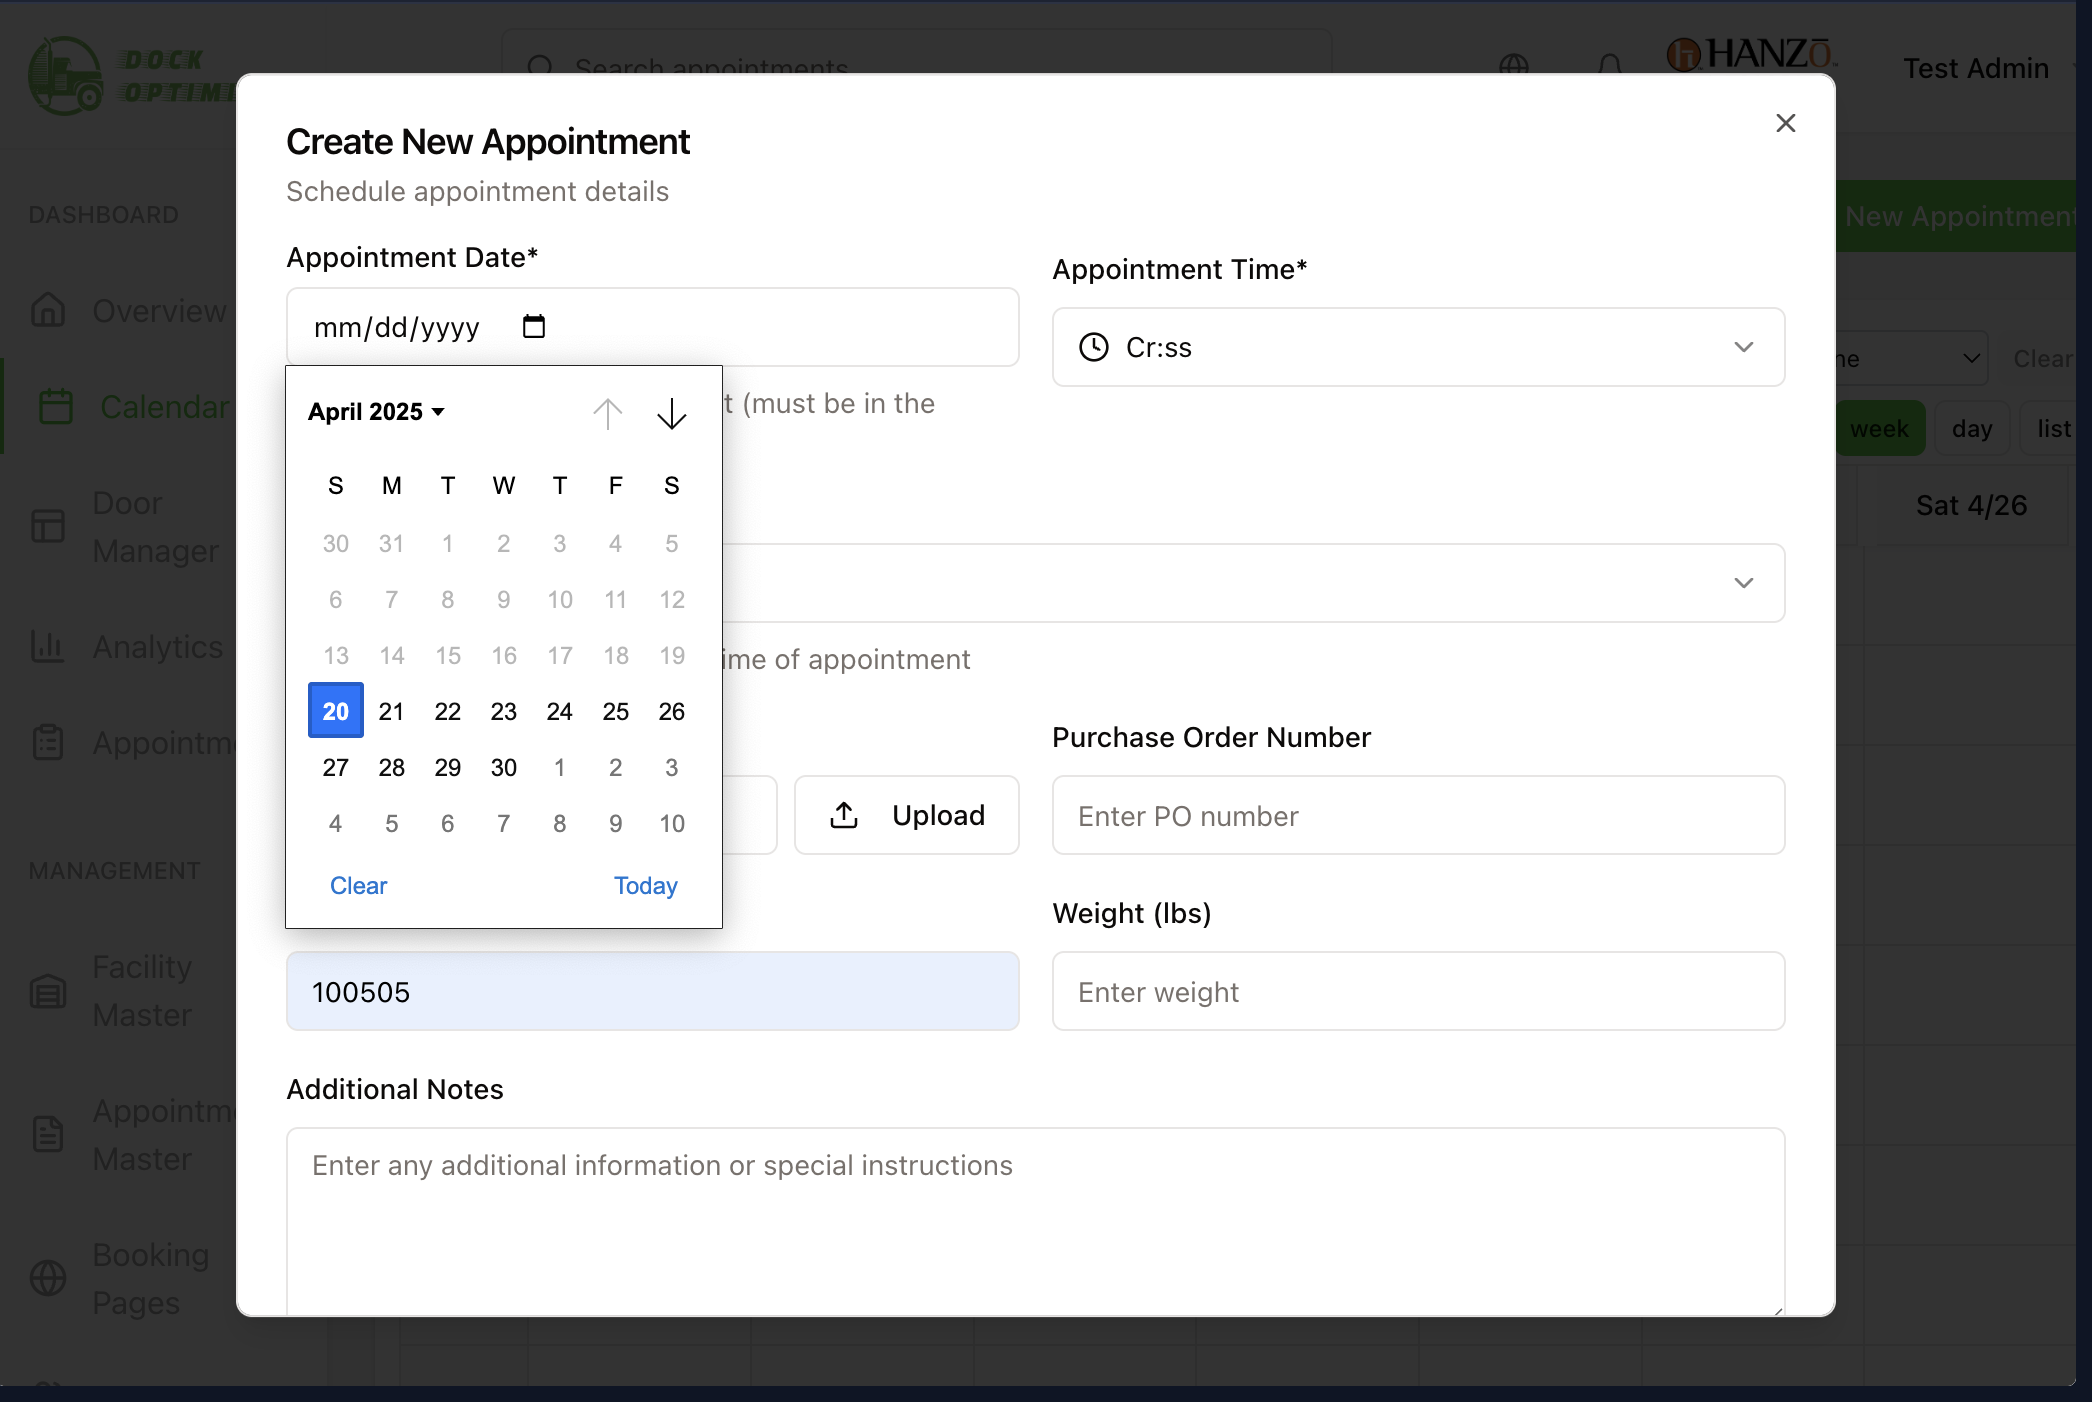 DOCK
Search appointments
HANZŌ
Test Admin
Create New Appointment
Schedule appointment details
DASHBOARD
New Appointment
Appointment Date*
Appointment Time*
Overview
mm/dd/yyyy
Cr:ss
Clear
Calendar
April 2025
(must be in the
week
day
list
S M T W T F S
Sat 4/26
Door
Manager
30 31 1 2 3 4 5
6 7 8 9 10 11 12
Analytics
13 14 15 16 17 18 19
of appointment
20 21 22 23 24 25 26
Purchase Order Number
27 28 29 30 1 2 3
4 5 6 7 8 9 10
Upload
Enter PO number
MANAGEMENT
Clear
Today
Weight (lbs)
Facility
Master
100505
Enter weight
Additional Notes
Master
Enter any additional information or special instructions
Booking
Pages